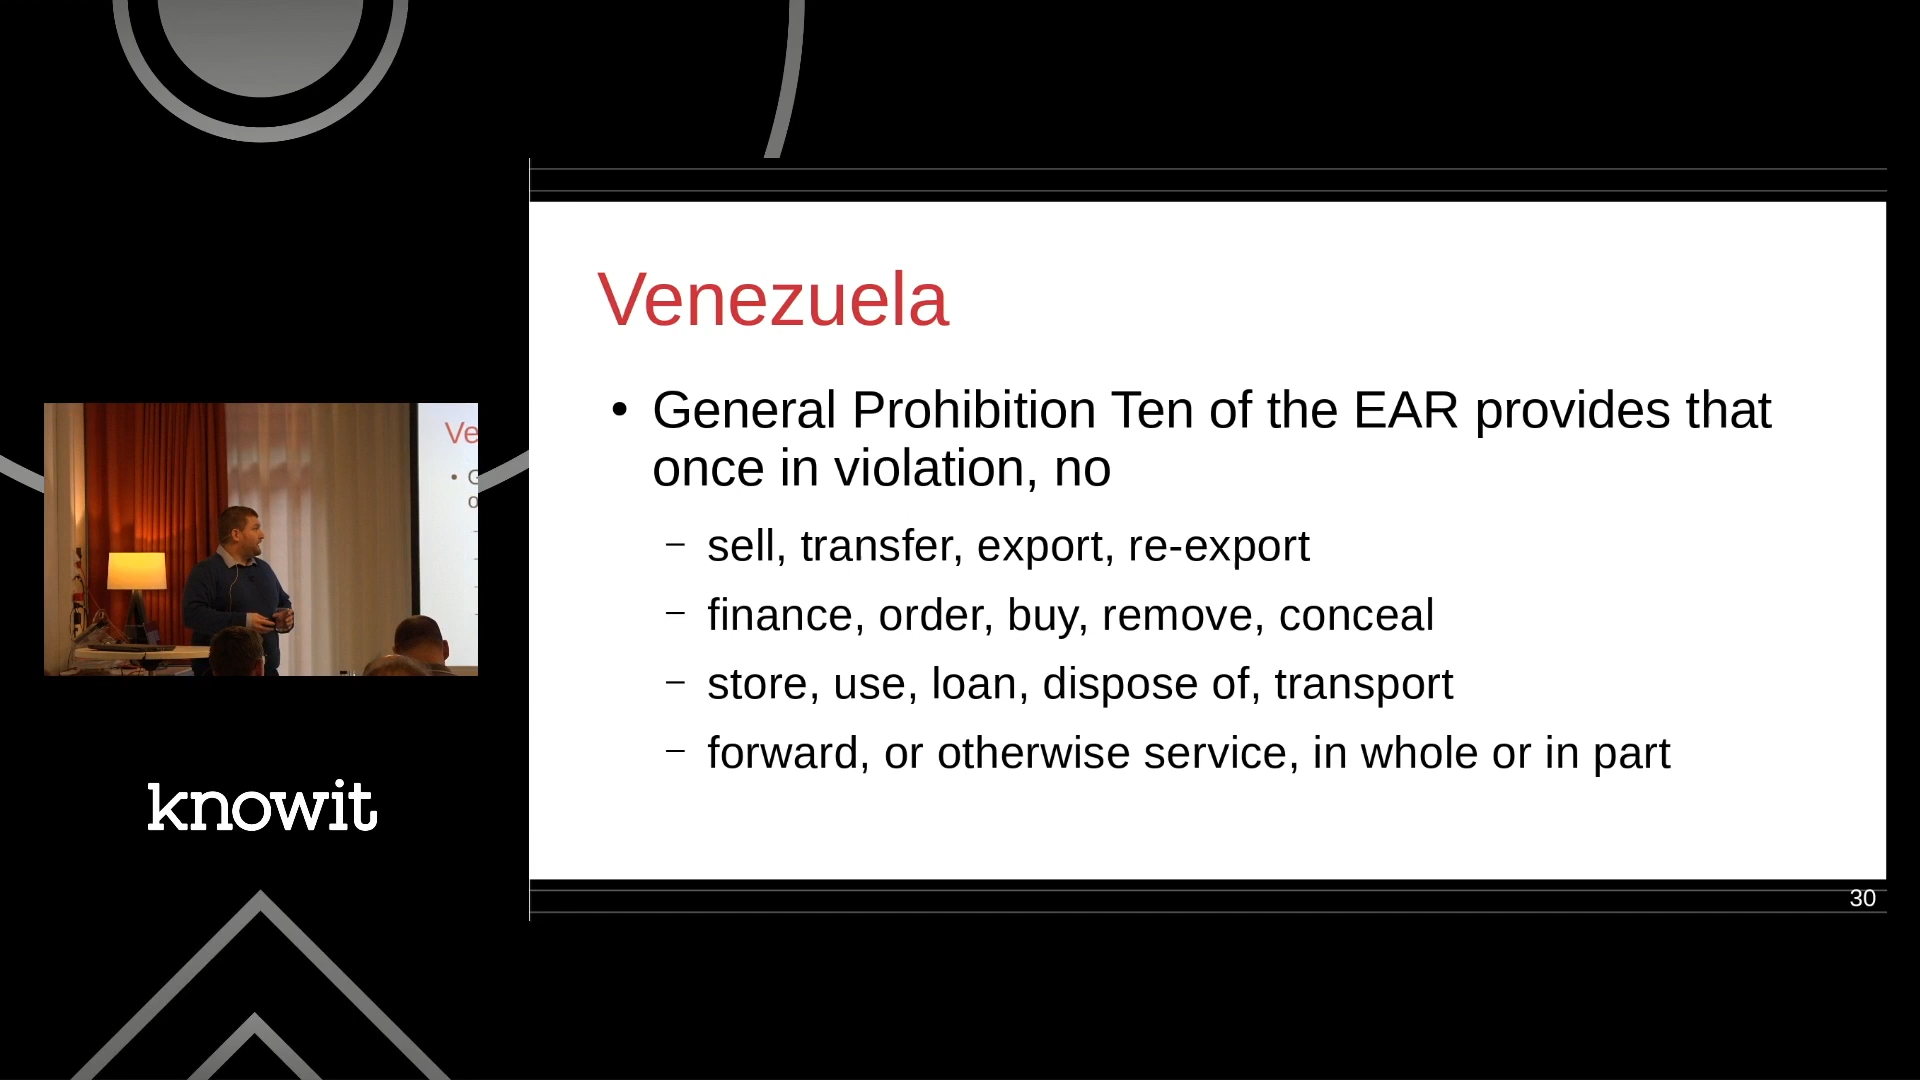 Venezuela
• General Prohibition Ten of the EAR provides that
once in violation, no
– sell, transfer, export, re-export
– finance, order, buy, remove, conceal
– store, use, loan, dispose of, transport
– forward, or otherwise service, in whole or in part
30
Ve
• G
o
knowit